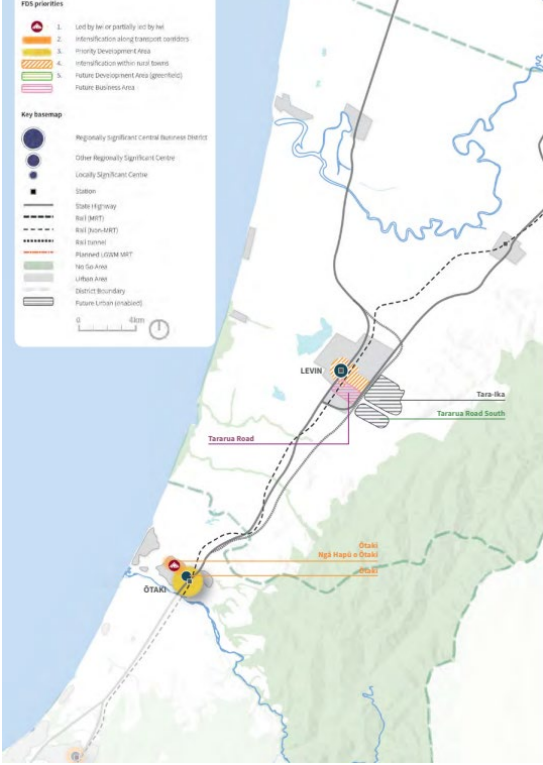 FDS priorities
1. Led by iwi or partially led by iwi
2. Intensification along transport corridors
3. Priority Development Area
4. Intensification within rural towns
5. Future Development Area (greenfield)
Future Business Area
Key basemap
Regionally Significant Central Business District
Other Regionally Significant Centre
Locally Significant Centre
Station
State Highway
Rail (MRT)
Rail (Non-MRT)
Rail tunnel
Planned LGWM MRT
No Go Area
Urban Area
District Boundary
Future Urban (enabled)
0 4km
LEVIN
Tara-Ika
Tararua Road South
Tararua Road
Ōtaki
Ngā Hapū o Ōtaki
Ōtaki
ŌTAKI